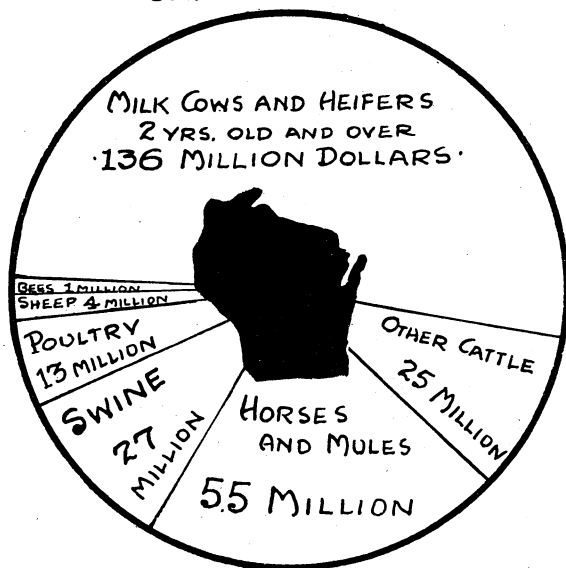 MILK COWS AND HEIFERS
2 YRS. OLD AND OVER
·136 MILLION DOLLARS·
BEES 1 MILLION
SHEEP 4 MILLION
POULTRY
13 MILLION
SWINE
27
MILLION
HORSES
AND MULES
55 MILLION
OTHER CATTLE
25 MILLION